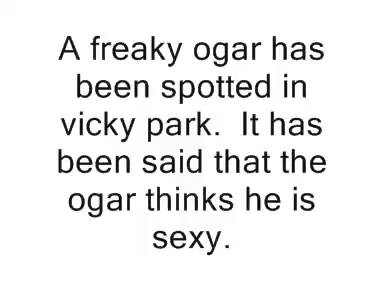 A freaky ogar has
been spotted in
vicky park.  It has
been said that the
ogar thinks he is
sexy.